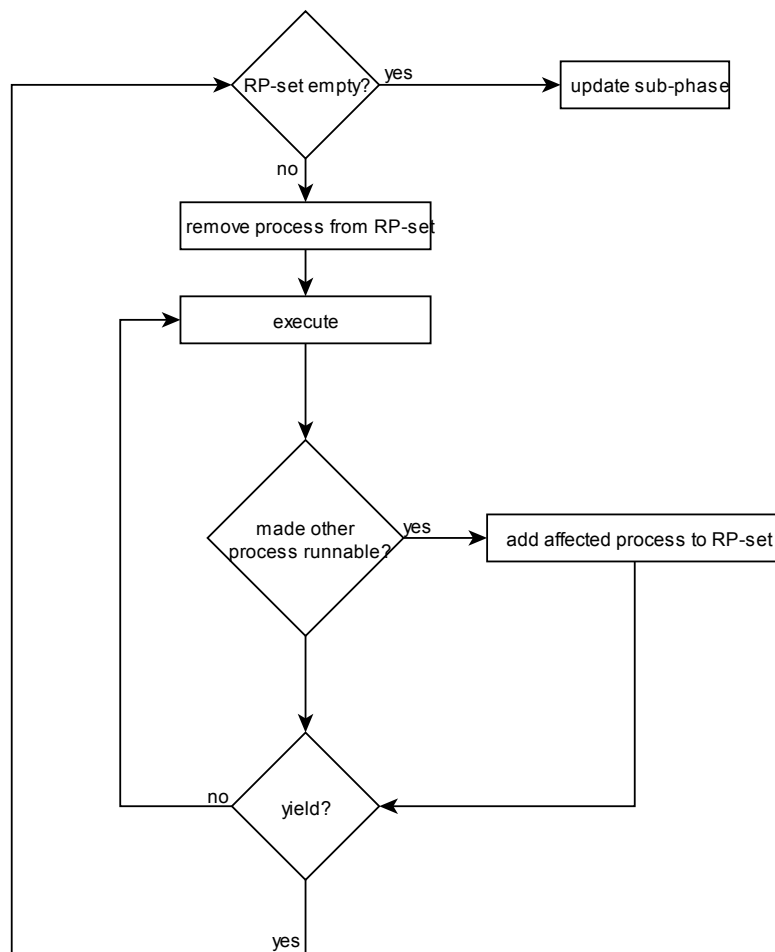 RP-set empty?
yes
update sub-phase
no
remove process from RP-set
execute
made other
process runnable?
yes
add affected process to RP-set
no
yield?
yes